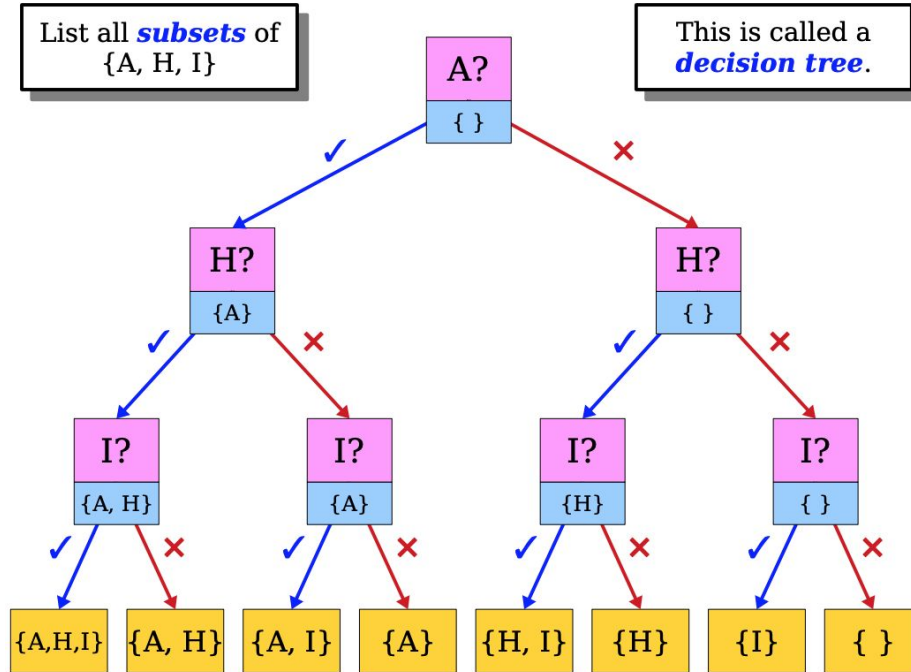 List all subsets of
{A, H, I}
This is called a
decision tree.
A?
{ }
✓
×
H?
{A}
H?
{ }
✓
×
✓
×
I?
{A, H}
I?
{A}
I?
{H}
I?
{ }
✓
×
✓
×
✓
×
✓
×
{A,H,I}
{A, H}
{A, I}
{A}
{H, I}
{H}
{I}
{ }